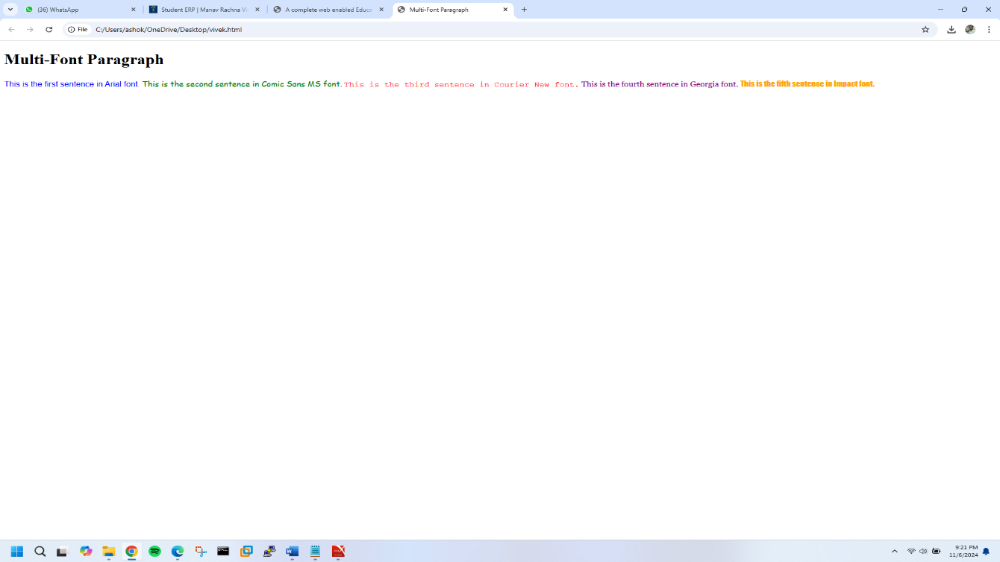 (36) WhatsApp
Student ERP | Manav Rachna Vi
A complete web enabled Educa
Multi-Font Paragraph
File
C:/Users/ashok/OneDrive/Desktop/vivek.html
Multi-Font Paragraph
This is the first sentence in Arial font. This is the second sentence in Comic Sans MS font. This is the third sentence in Courier New font. This is the fourth sentence in Georgia font. This is the fifth sentence in Impact font.
9:21 PM
11/6/2024